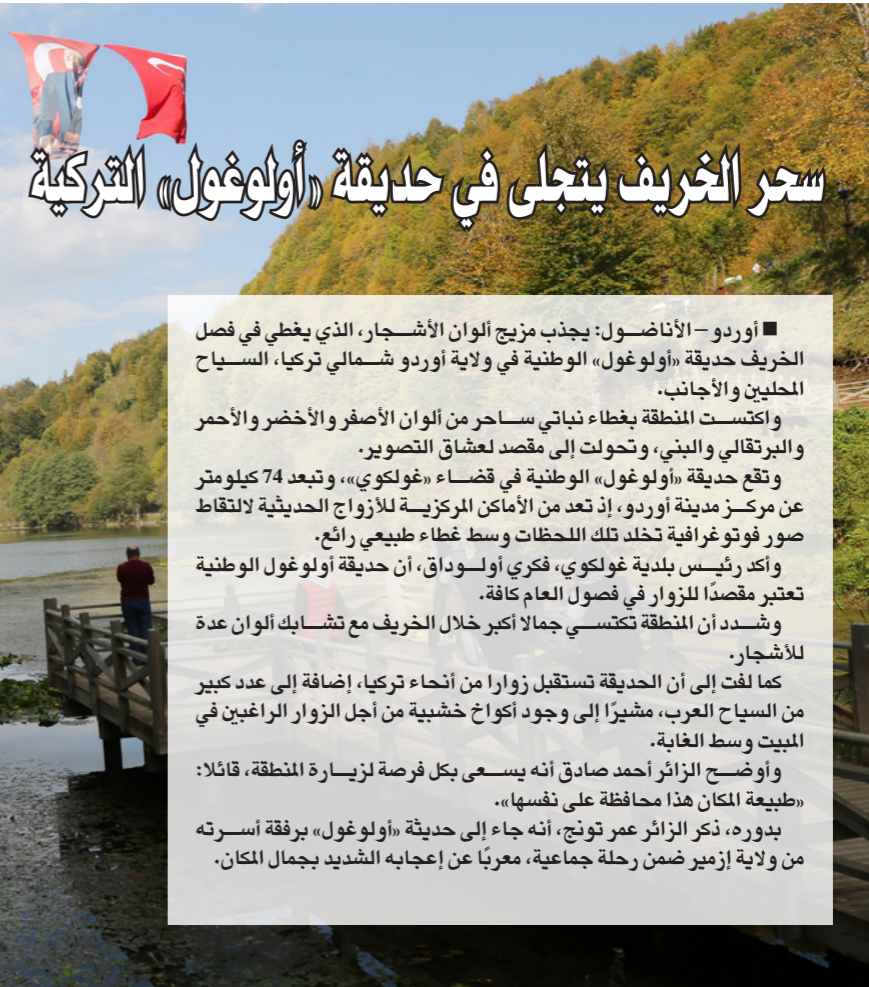 سحر الخريف يتجلى في حديقة «أولوغول» التركية
■ أوردو – الأناضول: يجذب مزيج ألوان الأشجار، الذي يغطي في فصل
الخريف حديقة «أولوغول» الوطنية في ولاية أوردو شمالي تركيا، السياح
المحليين والأجانب.
واكتست المنطقة بغطاء نباتي ساحر من ألوان الأصفر والأخضر والأحمر
والبرتقالي والبني، وتحولت إلى مقصد لعشاق التصوير.
وتقع حديقة «أولوغول» الوطنية في قضاء «غولكوي»، وتبعد 74 كيلومتر
عن مركز مدينة أوردو، إذ تعد من الأماكن المركزية للأزواج الحديثية لالتقاط
صور فوتوغرافية تخلد تلك اللحظات وسط غطاء طبيعي رائع.
وأكد رئيس بلدية غولكوي، فكري أولوداق، أن حديقة أولوغول الوطنية
تعتبر مقصدًا للزوار في فصول العام كافة.
وشدد أن المنطقة تكتسي جمالا أكبر خلال الخريف مع تشابك ألوان عدة
للأشجار.
كما لفت إلى أن الحديقة تستقبل زوارا من أنحاء تركيا، إضافة إلى عدد كبير
من السياح العرب، مشيرًا إلى وجود أكواخ خشبية من أجل الزوار الراغبين في
المبيت وسط الغابة.
وأوضح الزائر أحمد صادق أنه يسعى بكل فرصة لزيارة المنطقة، قائلا:
«طبيعة المكان هذا محافظة على نفسها».
بدوره، ذكر الزائر عمر تونج، أنه جاء إلى حديثة «أولوغول» برفقة أسرته
من ولاية إزمير ضمن رحلة جماعية، معربًا عن إعجابه الشديد بجمال المكان.